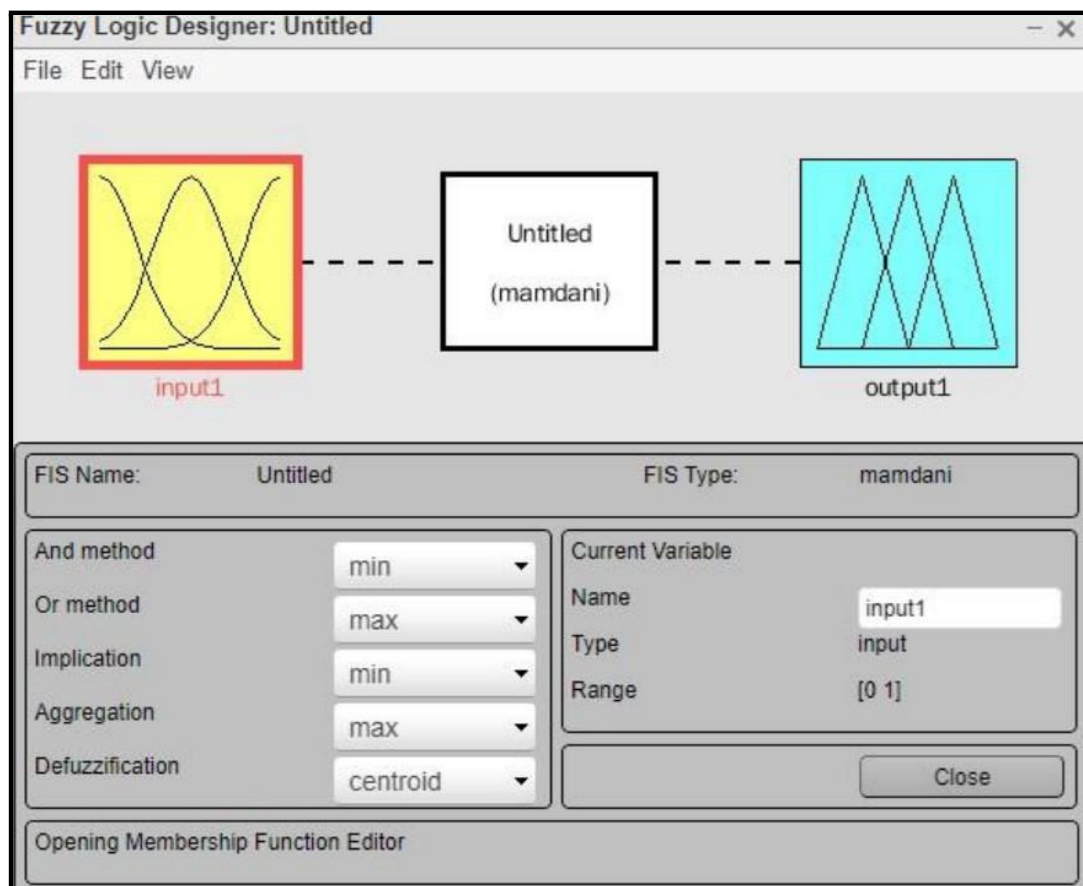 Fuzzy Logic Designer: Untitled
File Edit View
Untitled
(mamdani)
input1
output1
FIS Name: Untitled FIS Type: mamdani
And method min
Or method max
Implication min
Aggregation max
Defuzzification centroid
Current Variable
Name input1
Type input
Range [0 1]
Close
Opening Membership Function Editor